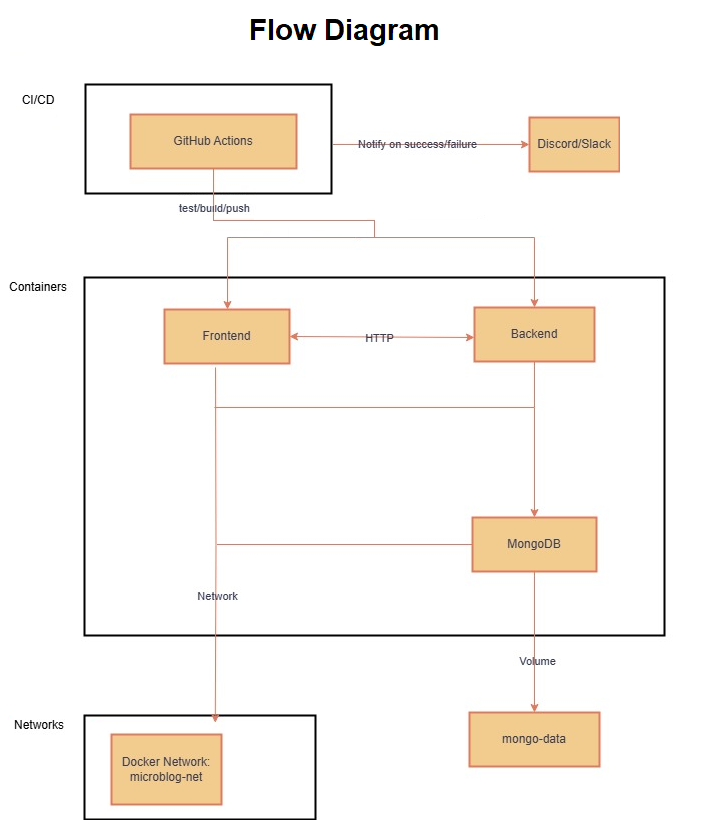 Flow Diagram
CI/CD
GitHub Actions
Notify on success/failure
Discord/Slack
test/build/push
Containers
Frontend
HTTP
Backend
MongoDB
Network
Volume
Networks
Docker Network:
microblog-net
mongo-data